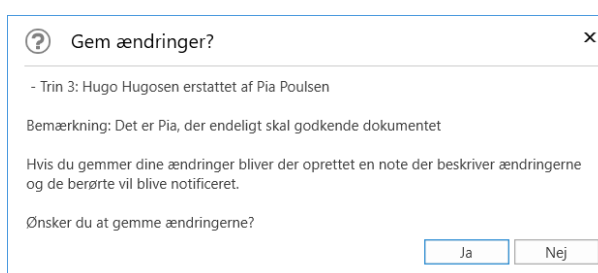 Gem ændringer?
- Trin 3: Hugo Hugosen erstattet af Pia Poulsen
Bemærkning: Det er Pia, der endeligt skal godkende dokumentet
Hvis du gemmer dine ændringer bliver der oprettet en note der beskriver ændringerne
og de berørte vil blive notificeret.
Ønsker du at gemme ændringerne?
Ja Nej